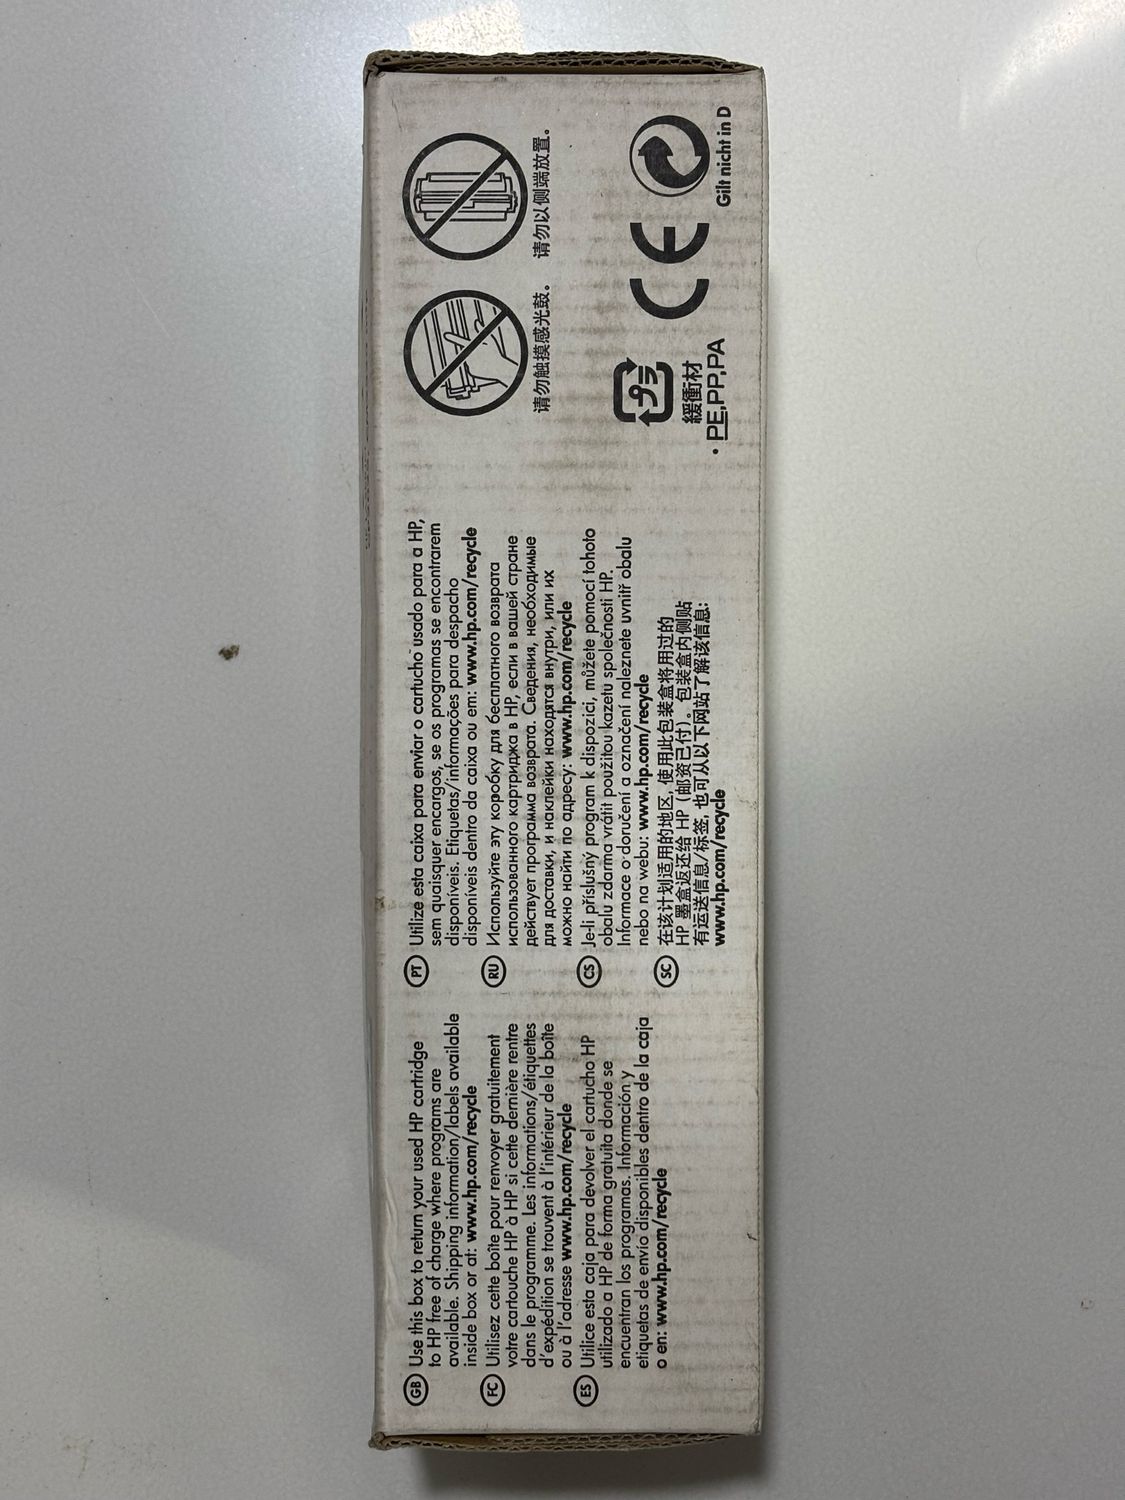 GB Use this box to return your used HP cartridge
to HP free of charge where programs are
available. Shipping information/labels available
inside box or at: www.hp.com/recycle
FC Utilisez cette boîte pour renvoyer gratuitement
votre cartouche HP à HP si cette dernière rentre
dans le programme. Les informations/étiquettes
d'expédition se trouvent à l'intérieur de la boîte
ou à l'adresse www.hp.com/recycle
ES Utilice esta caja para devolver el cartucho HP
utilizado a HP de forma gratuita donde se
encuentran los programas. Información y
etiquetas de envío disponibles dentro de la caja
o en: www.hp.com/recycle
PT Utilize esta caixa para enviar o cartucho usado para a HP,
sem quaisquer encargos, se os programas se encontrarem
disponíveis. Etiquetas/informações para despacho
disponíveis dentro da caixa ou em: www.hp.com/recycle
RU Используйте эту коробку для бесплатного возврата
использованного картриджа в HP, если в вашей стране
действует программа возврата. Сведения, необходимые
для доставки, и наклейки находятся внутри, или их
можно найти по адресу: www.hp.com/recycle
CS Je-li příslušný program k dispozici, můžete pomocí tohoto
obalu zdarma vrátit použitou kazetu společnosti HP.
Informace o doručení a označení naleznete uvnitř obalu
nebo na webu: www.hp.com/recycle
SC 在该计划适用的地区, 使用此包装盒将用过的
HP 墨盒返还给 HP (邮资已付)。包装盒内侧贴
有运送信息/标签, 也可从以下网站了解该信息:
www.hp.com/recycle
请勿触摸感光鼓。
请勿以侧端放置。
プラ
緩衝材
・PE,PP,PA
CE
Gilt nicht in D